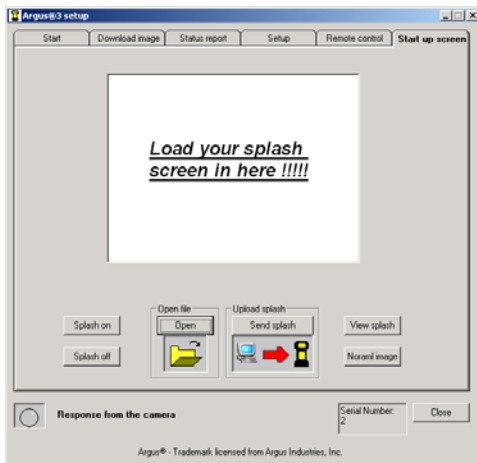 Argus®3 setup
Start Download image Status report Setup Remote control Start up screen
Load your splash
screen in here !!!!!
Open file Upload splash
Splash on Open Send splash View splash
Splash off Noraml image
Response from the camera
Serial Number:
2
Close
Argus® - Trademark licensed from Argus Industries, Inc.